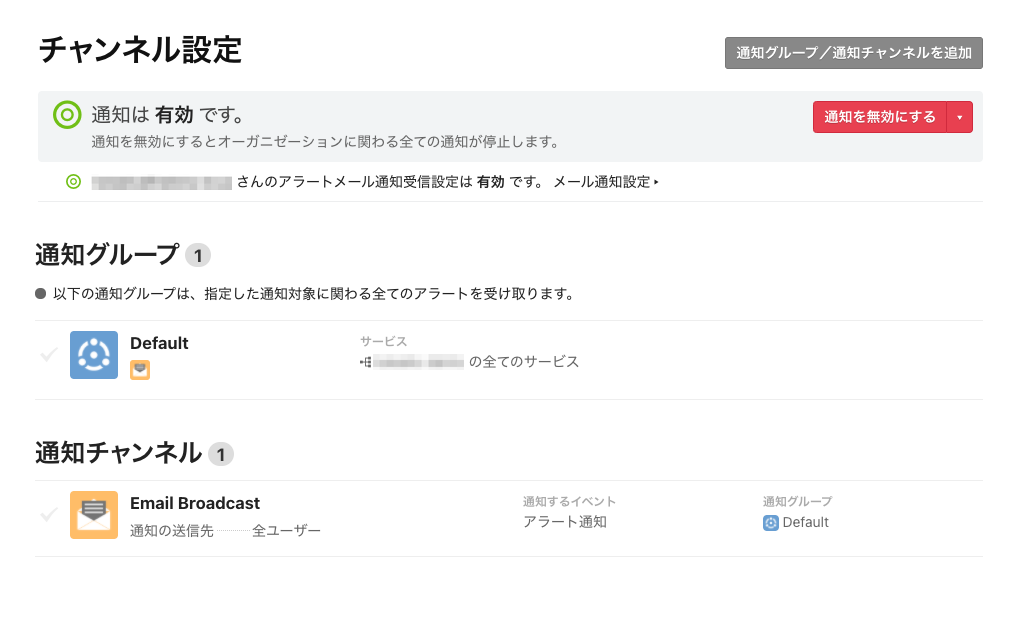 チャンネル設定
通知グループ／通知チャンネルを追加
通知は 有効 です。
通知を無効にする
通知を無効にするとオーガニゼーションに関わる全ての通知が停止します。
さんのアラートメール通知受信設定は 有効 です。 メール通知設定
通知グループ 1
以下の通知グループは、指定した通知対象に関わる全てのアラートを受け取ります。
Default
サービス
の全てのサービス
通知チャンネル 1
Email Broadcast
通知の送信先 全ユーザー
通知するイベント
アラート通知
通知グループ
Default